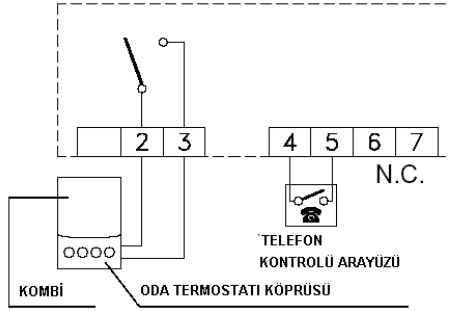 2 3 4 5 6 7
N.C.
TELEFON
KONTROLÜ ARAYÜZÜ
KOMBİ
ODA TERMOSTATI KÖPRÜSÜ